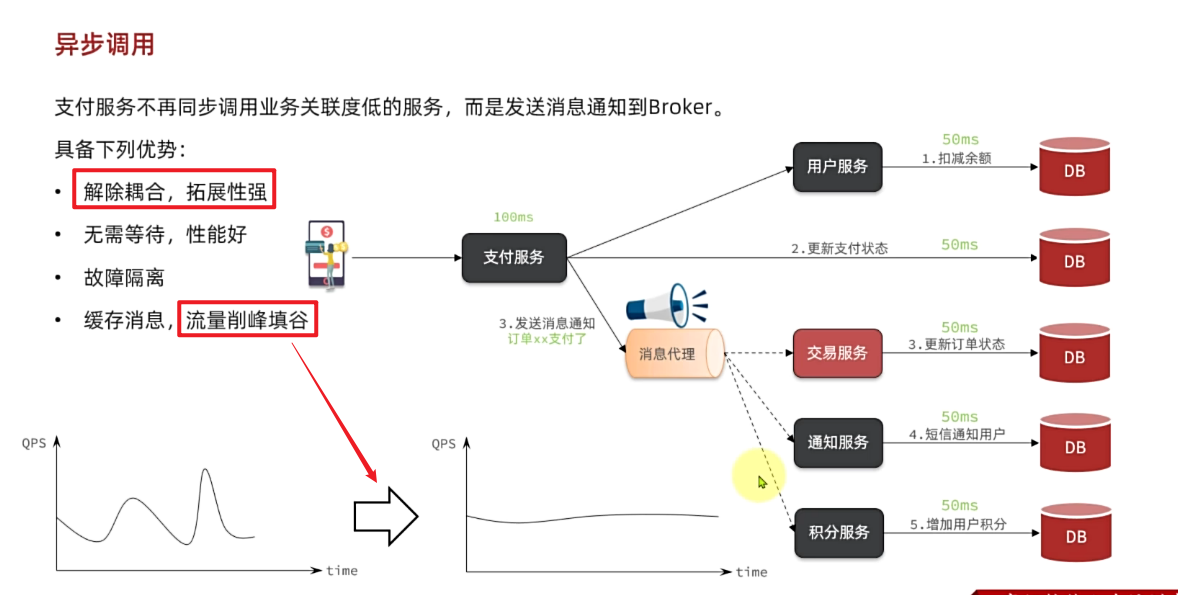 异步调用
支付服务不再同步调用业务关联度低的服务，而是发送消息通知到Broker。
具备下列优势：
• 解除耦合，拓展性强
• 无需等待，性能好
• 故障隔离
• 缓存消息，流量削峰填谷
100ms
支付服务
用户服务
50ms
1.扣减余额
DB
2.更新支付状态
50ms
DB
3.发送消息通知
订单xx支付了
消息代理
交易服务
50ms
3.更新订单状态
DB
通知服务
50ms
4.短信通知用户
DB
积分服务
50ms
5.增加用户积分
DB
QPS
time
QPS
time